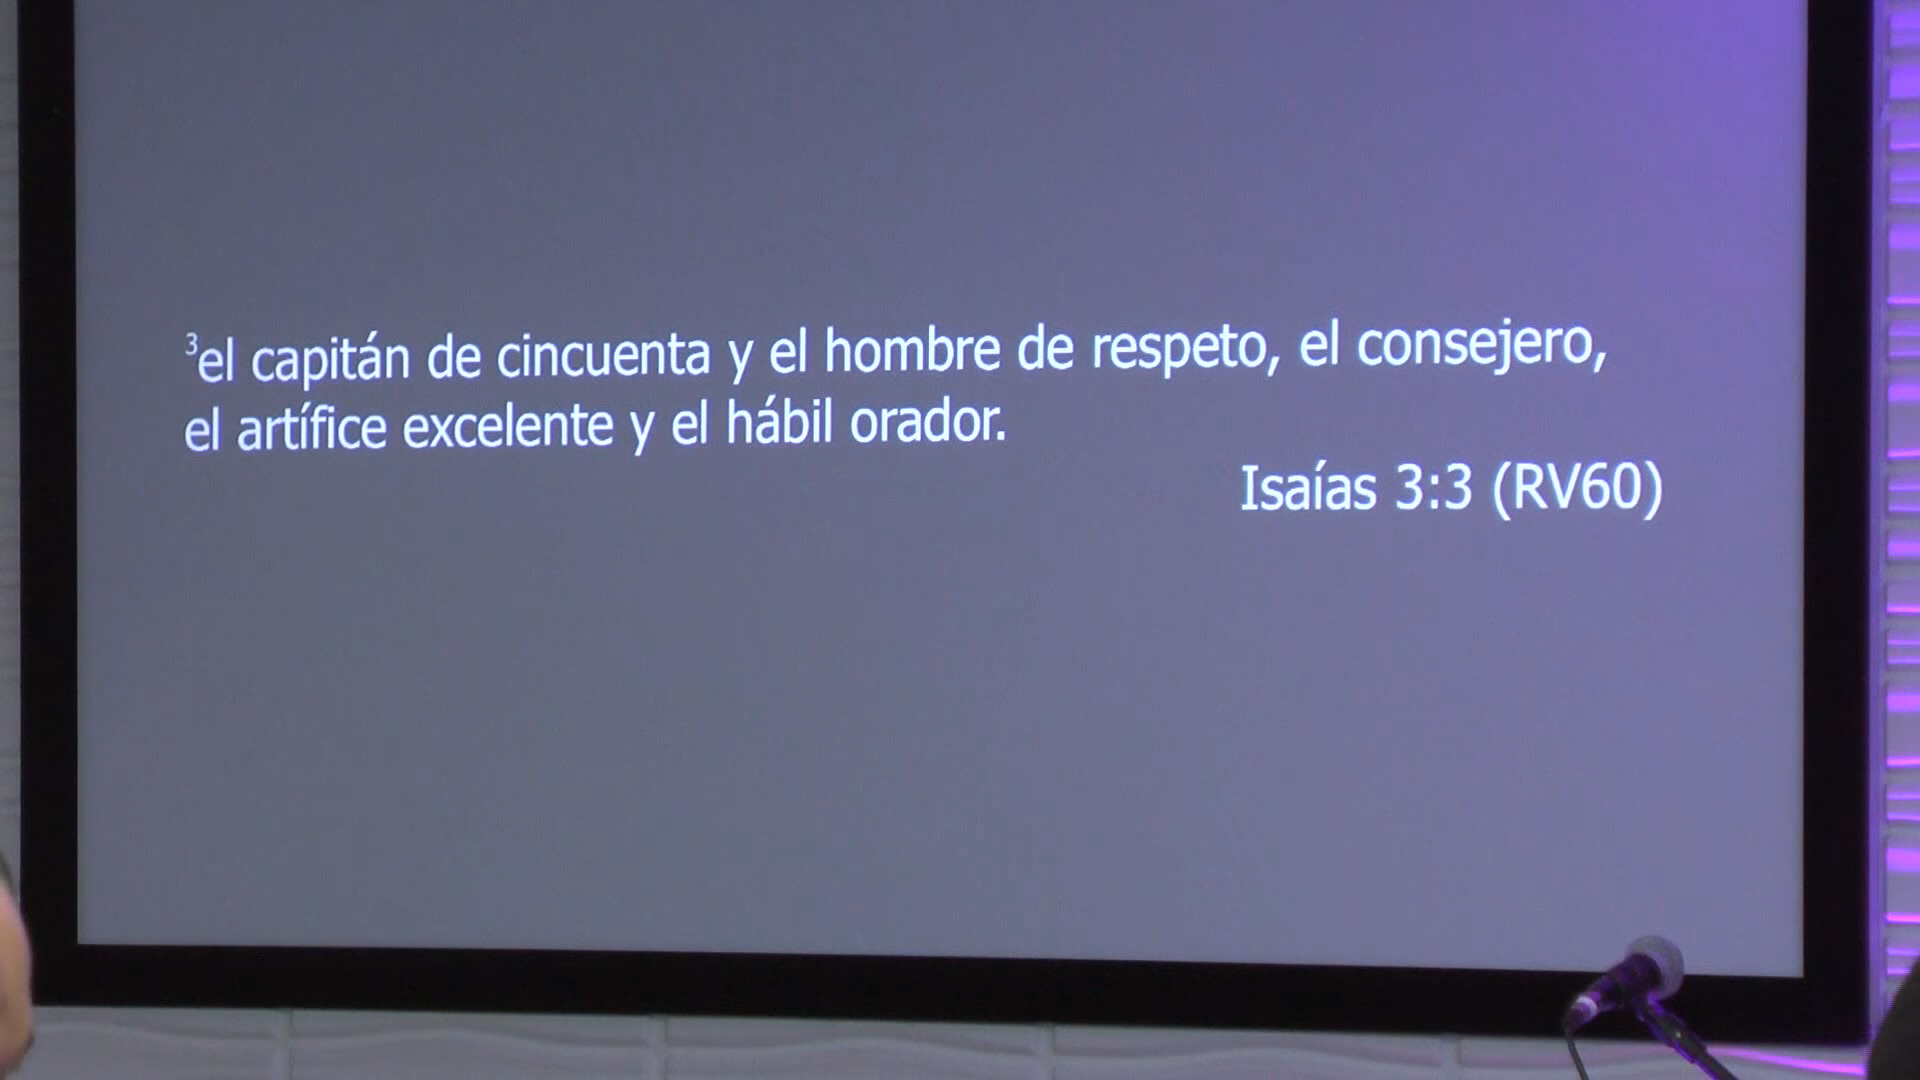 ³el capitán de cincuenta y el hombre de respeto, el consejero,
el artífice excelente y el hábil orador.
Isaías 3:3 (RV60)